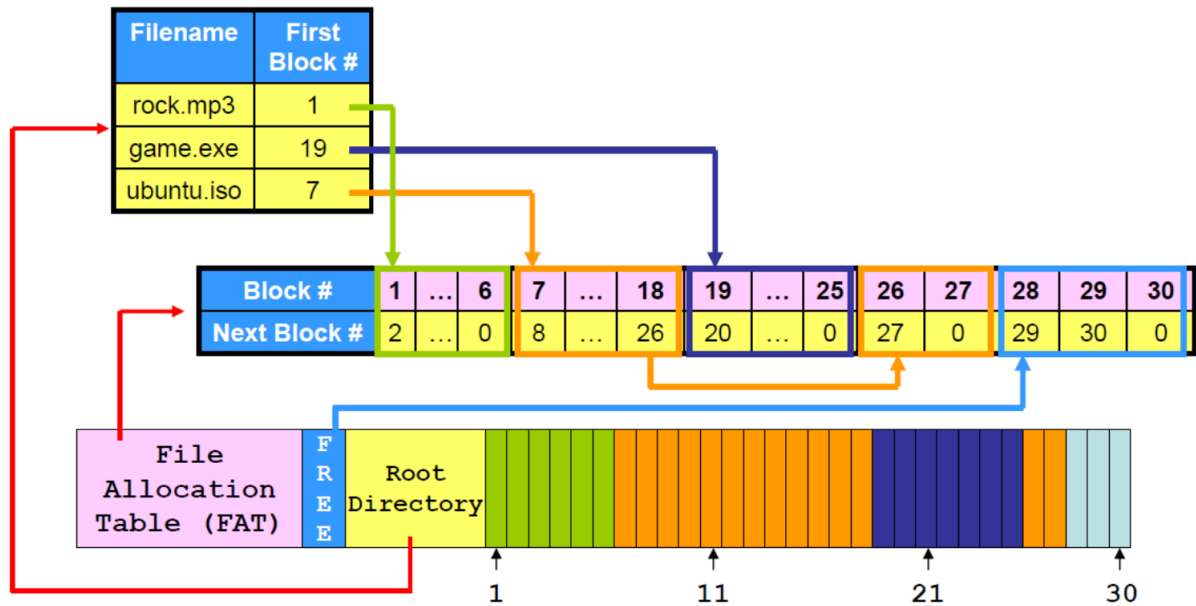 Filename First Block #
rock.mp3 1
game.exe 19
ubuntu.iso 7
Block # 1 ... 6 7 ... 18 19 ... 25 26 27 28 29 30
Next Block # 2 ... 0 8 ... 26 20 ... 0 27 0 29 30 0
File Allocation Table (FAT)
FREE
Root Directory
1 11 21 30